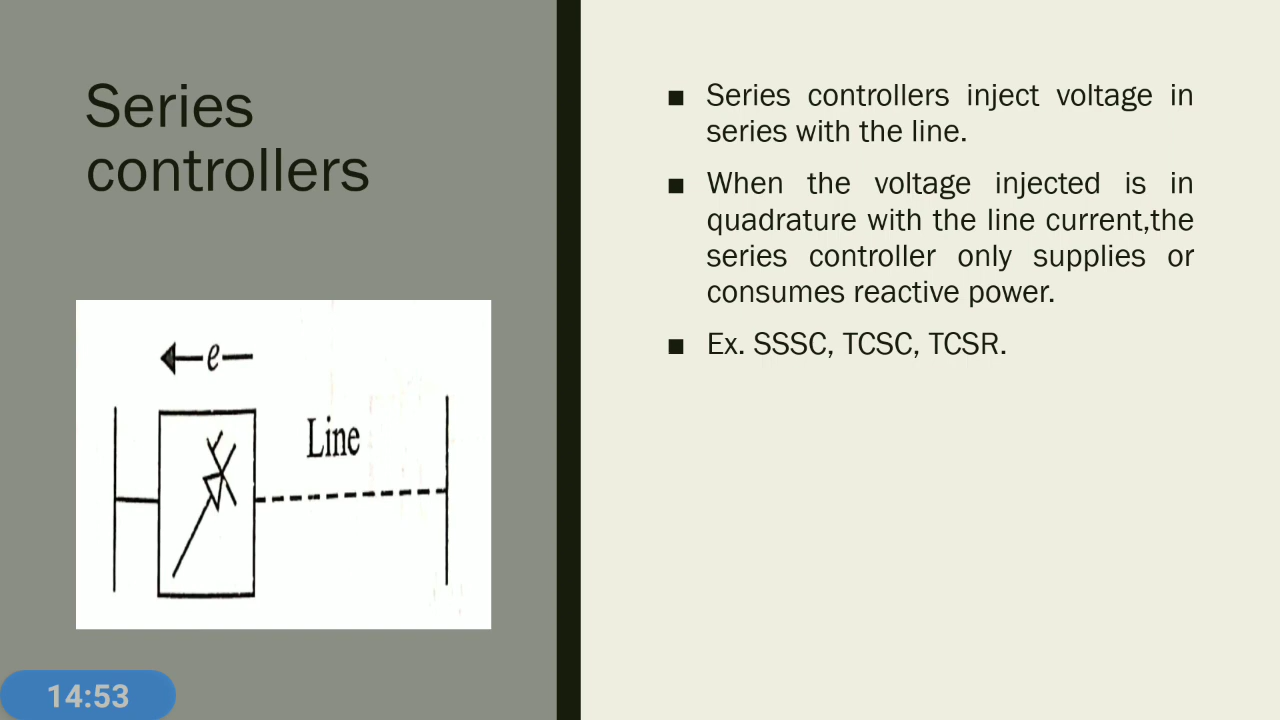 Series
controllers
e
Line
14:53
■ Series controllers inject voltage in
series with the line.
■ When the voltage injected is in
quadrature with the line current,the
series controller only supplies or
consumes reactive power.
■ Ex. SSSC, TCSC, TCSR.